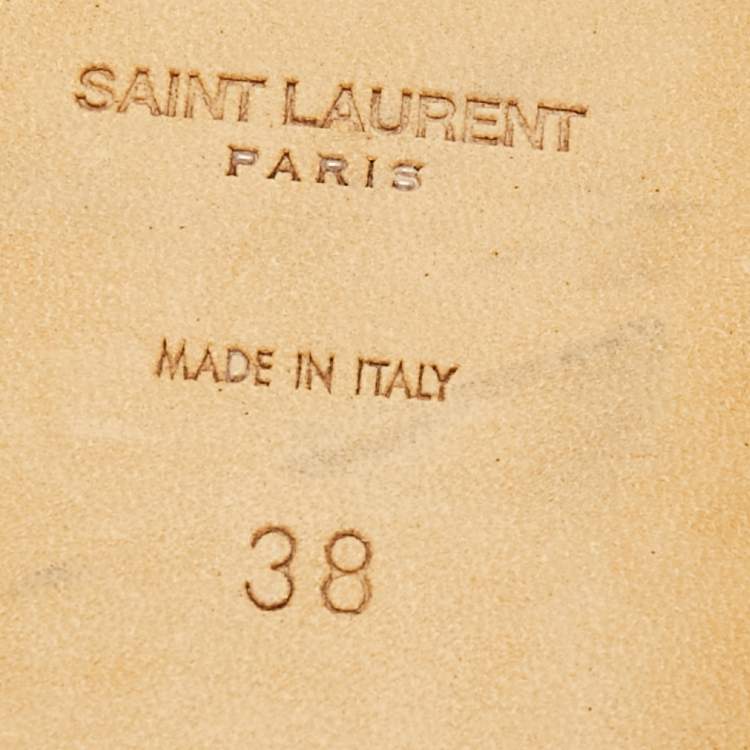 SAINT LAURENT
PARIS
MADE IN ITALY
38